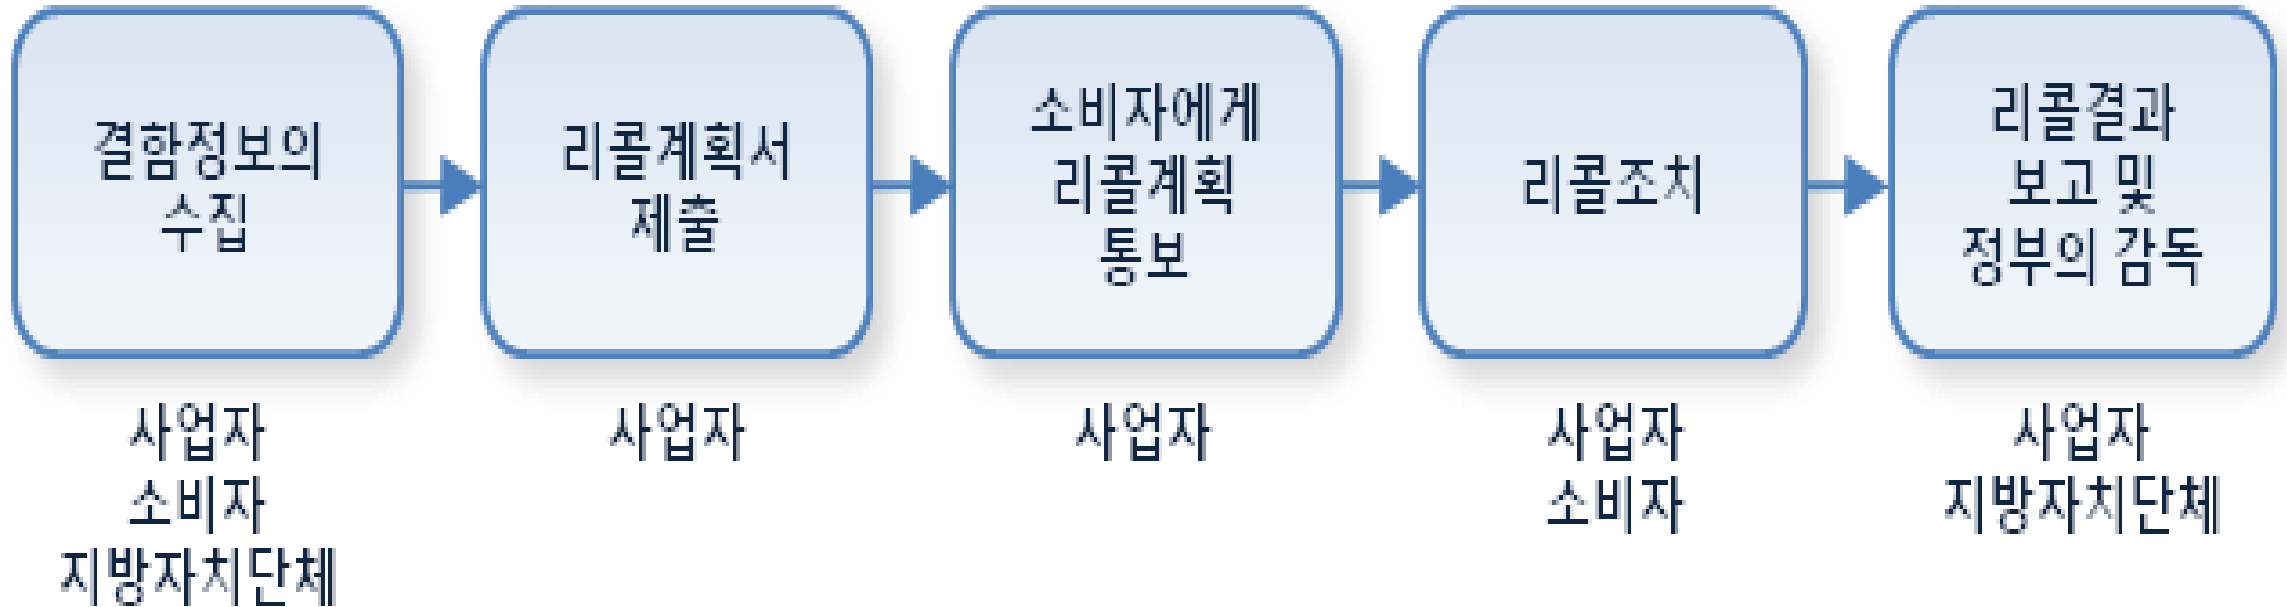 결함정보의
수집
리콜계획서
제출
소비자에게
리콜계획
통보
리콜조치
리콜결과
보고 및
정부의 감독
사업자
소비자
지방자치단체
사업자
사업자
사업자
소비자
사업자
지방자치단체